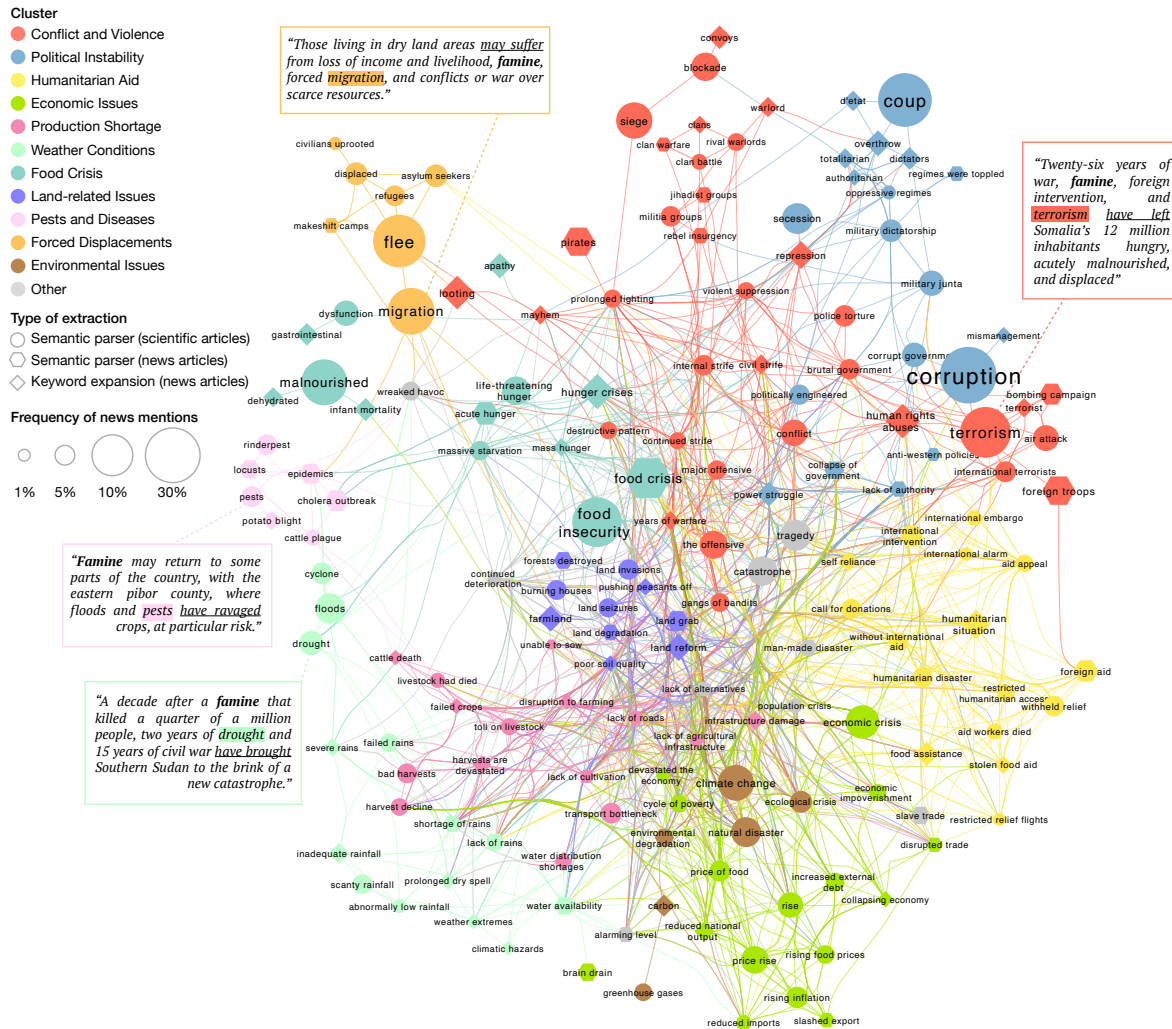 Cluster
Conflict and Violence
Political Instability
Humanitarian Aid
Economic Issues
Production Shortage
Weather Conditions
Food Crisis
Land-related Issues
Pests and Diseases
Forced Displacements
Environmental Issues
Other
Type of extraction
Semantic parser (scientific articles)
Semantic parser (news articles)
Keyword expansion (news articles)
Frequency of news mentions
1%
5%
10%
30%
“Those living in dry land areas may suffer
from loss of income and livelihood, famine,
forced migration, and conflicts or war over
scarce resources.”
“Twenty-six years of
war, famine, foreign
intervention, and
terrorism have left
Somalia’s 12 million
inhabitants hungry,
acutely malnourished,
and displaced”
“Famine may return to some
parts of the country, with the
eastern pibor county, where
floods and pests have ravaged
crops, at particular risk.”
“A decade after a famine that
killed a quarter of a million
people, two years of drought and
15 years of civil war have brought
Southern Sudan to the brink of a
new catastrophe.”
convoys
blockade
siege
warlord
clans
clan warfare
rival warlords
clan battle
jihadist groups
militia groups
rebel insurgency
pirates
d'etat
coup
overthrow
totalitarian
dictators
authoritarian
regimes were toppled
oppressive regimes
secession
military dictatorship
repression
military junta
civilians uprooted
displaced
asylum seekers
refugees
makeshift camps
flee
apathy
looting
migration
dysfunction
gastrointestinal
malnourished
dehydrated
infant mortality
wreaked havoc
life-threatening
hunger
acute hunger
hunger crises
massive starvation
mass hunger
prolonged fighting
mayhem
violent suppression
police torture
internal strife
civil strife
brutal government
politically engineered
corrupt governme
mismanagement
corruption
bombing campaign
terrorist
human rights
abuses
terrorism
air attack
destructive pattern
continued strife
conflict
anti-western policies
international terrorists
foreign troops
food crisis
major offensive
collapse of
government
power struggle
lack of authority
food
insecurity
years of warfare
tragedy
the offensive
catastrophe
rinderpest
locusts
epidemics
pests
cholera outbreak
potato blight
cattle plague
cyclone
floods
drought
international embargo
international
intervention
international alarm
self reliance
aid appeal
forests destroyed
land invasions
continued
deterioration
burning houses
pushing peasants off
land seizures
gangs of bandits
farmland
land grab
land degradation
unable to sow
land reform
poor soil quality
call for donations
humanitarian
situation
without international
aid
man-made disaster
humanitarian disaster
foreign aid
restricted
humanitarian access
withheld relief
cattle death
livestock had died
lack of alternatives
failed crops
disruption to farming
population crisis
toll on livestock
lack of roads
infrastructure damage
economic crisis
lack of agricultural
infrastructure
aid workers died
severe rains
failed rains
harvests are
devastated
food assistance
stolen food aid
bad harvests
lack of cultivation
devastated the
economy
climate change
harvest decline
cycle of poverty
ecological crisis
economic
impoverishment
shortage of rains
transport bottleneck
slave trade
restricted relief flights
lack of rains
environmental
degradation
natural disaster
disrupted trade
inadequate rainfall
water distribution
shortages
price of food
scanty rainfall
prolonged dry spell
increased external
debt
abnormally low rainfall
water availability
carbon
rise
collapsing economy
weather extremes
alarming level
reduced national
output
climatic hazards
brain drain
price rise
rising food prices
greenhouse gases
rising inflation
reduced imports
slashed export